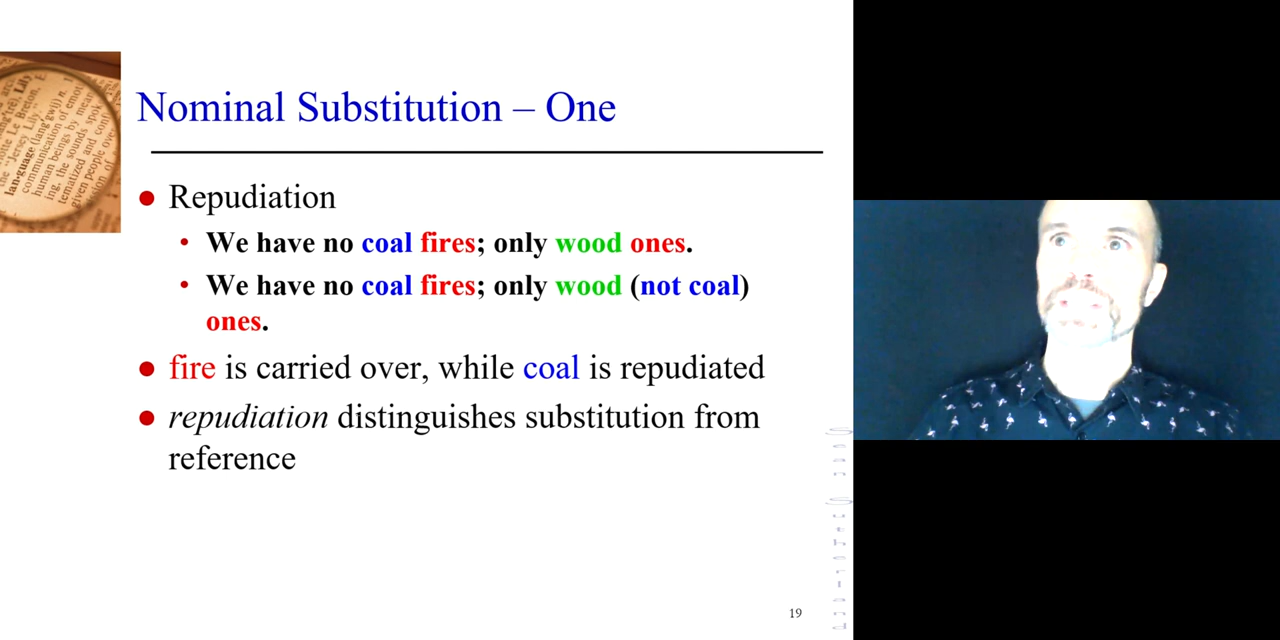 Nominal Substitution – One
● Repudiation
• We have no coal fires; only wood ones.
• We have no coal fires; only wood (not coal)
ones.
● fire is carried over, while coal is repudiated
● repudiation distinguishes substitution from
reference
19